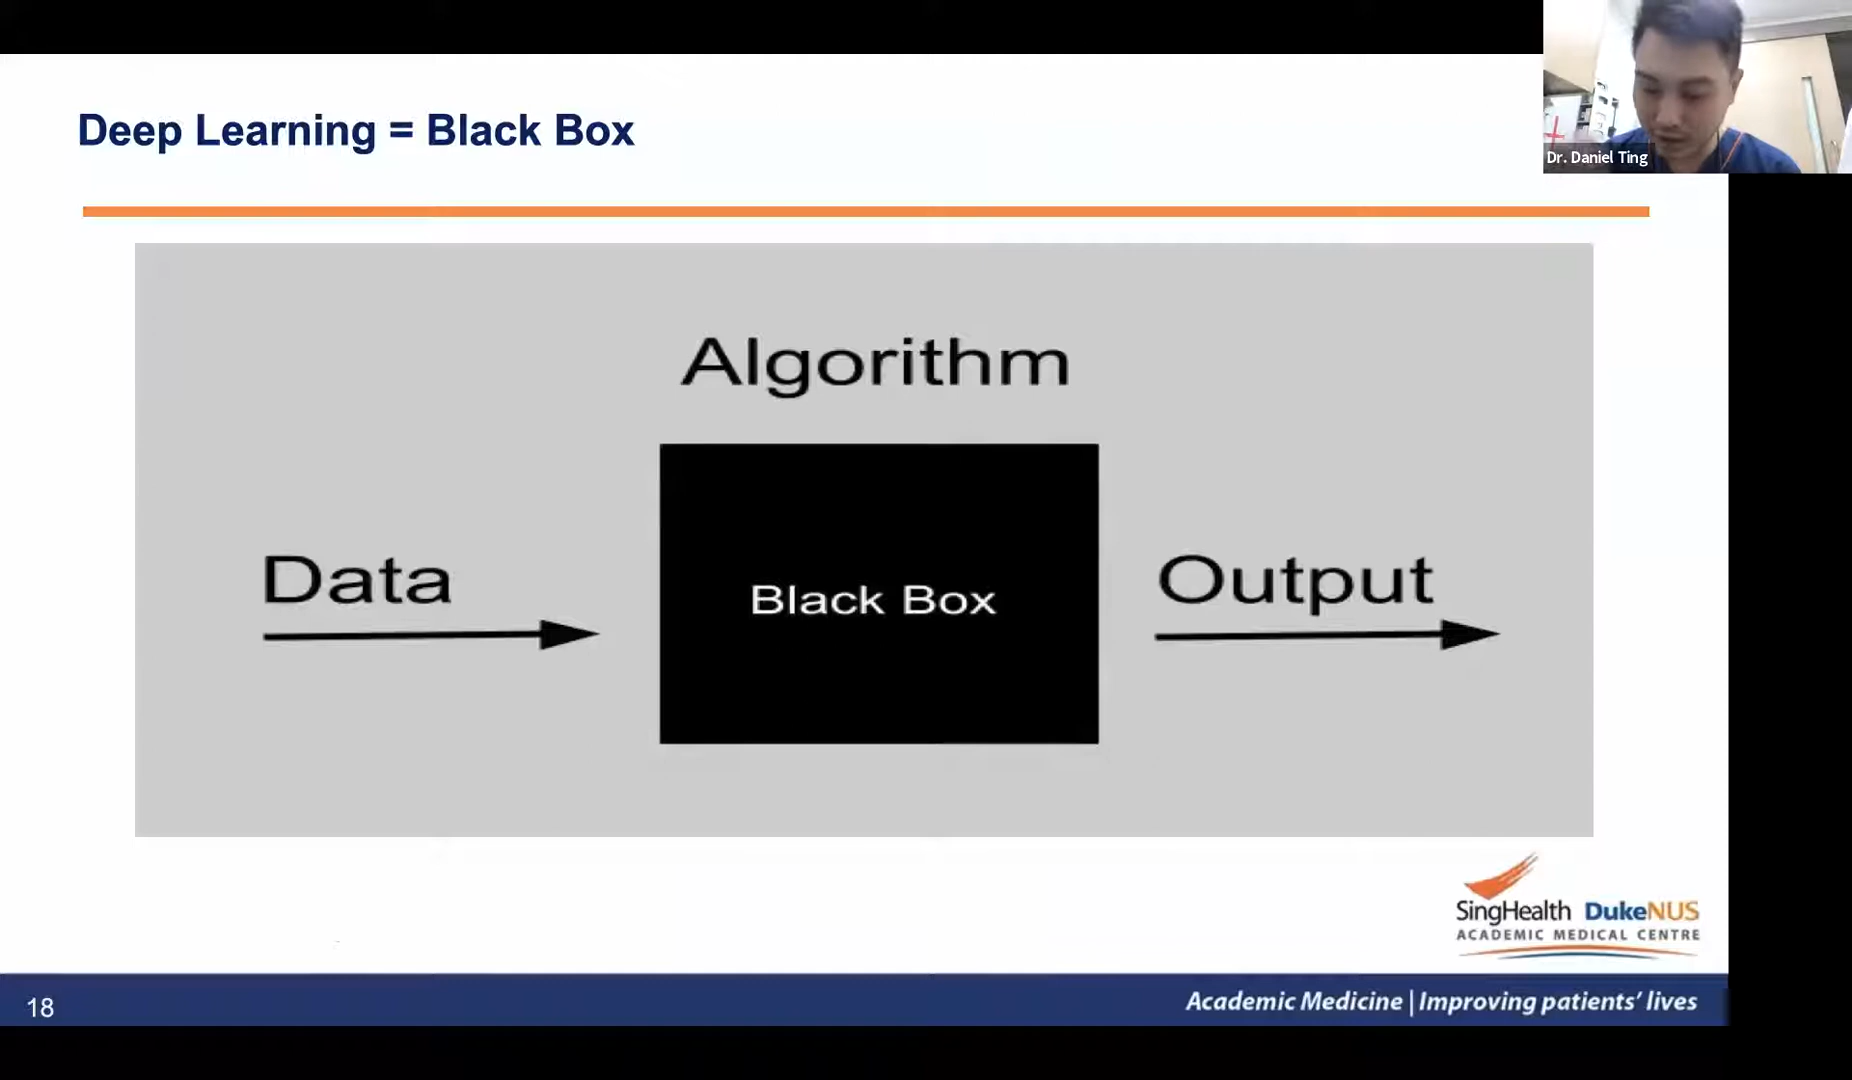 Deep Learning = Black Box
Dr. Daniel Ting
Algorithm
Data
Black Box
Output
SingHealth DukeNUS
ACADEMIC MEDICAL CENTRE
18
Academic Medicine | Improving patients' lives